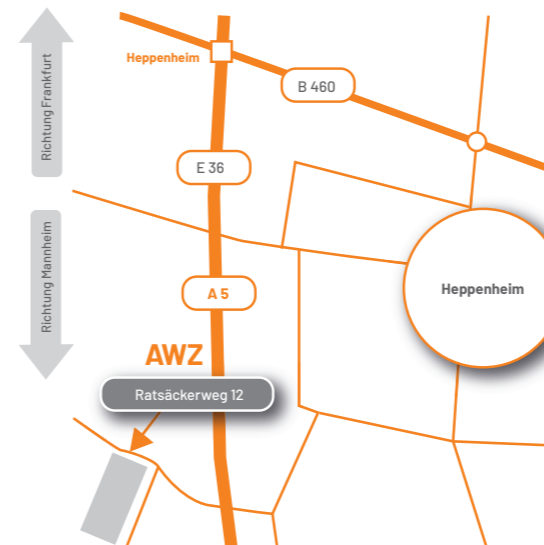 Richtung Frankfurt
Heppenheim
B 460
E 36
Richtung Mannheim
A 5
Heppenheim
AWZ
Ratsäckerweg 12